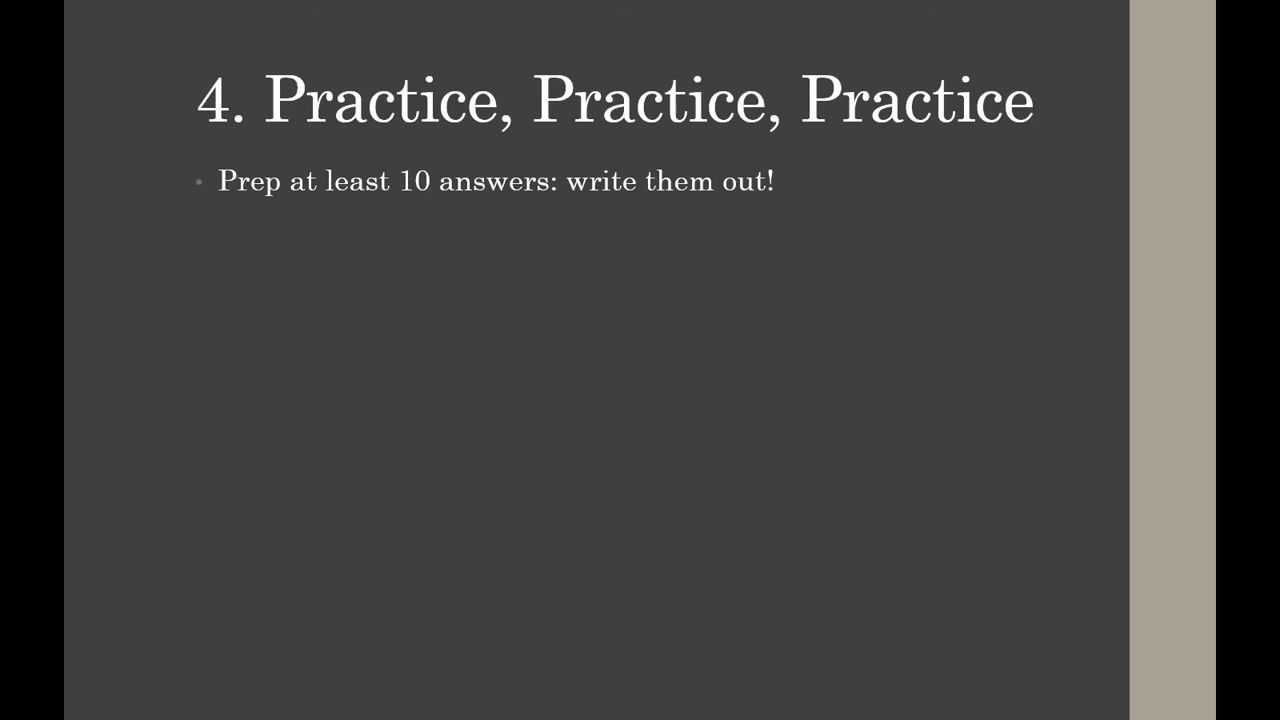 4. Practice, Practice, Practice
• Prep at least 10 answers: write them out!